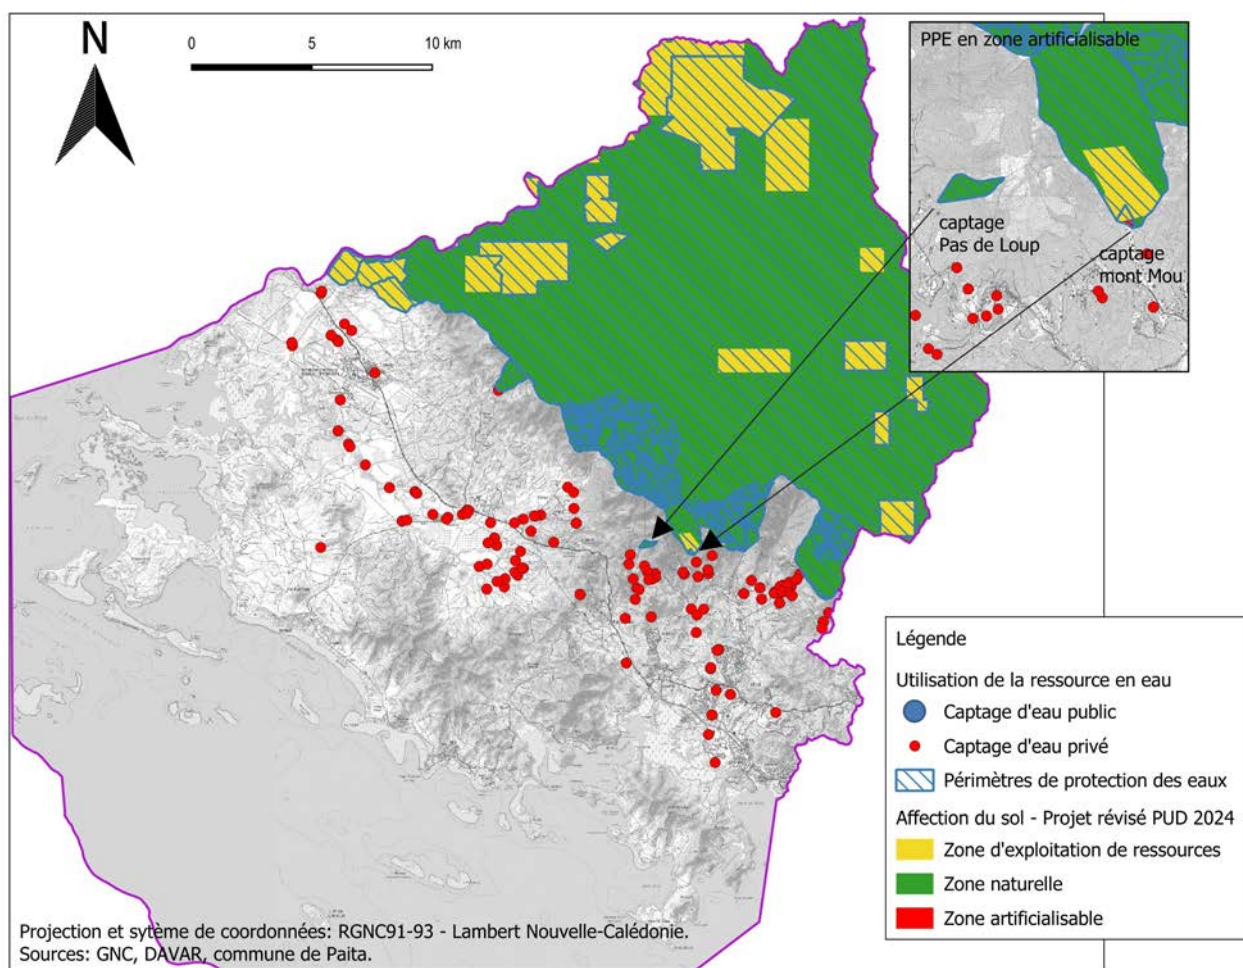 N
0 5 10 km
PPE en zone artificialisable
captage
Pas de Loup
captage
mont Mou
Légende
Utilisation de la ressource en eau
Captage d'eau public
Captage d'eau privé
Périmètres de protection des eaux
Affection du sol - Projet révisé PUD 2024
Zone d'exploitation de ressources
Zone naturelle
Zone artificialisable
Projection et sytème de coordonnées: RGNC91-93 - Lambert Nouvelle-Calédonie.
Sources: GNC, DAVAR, commune de Paita.